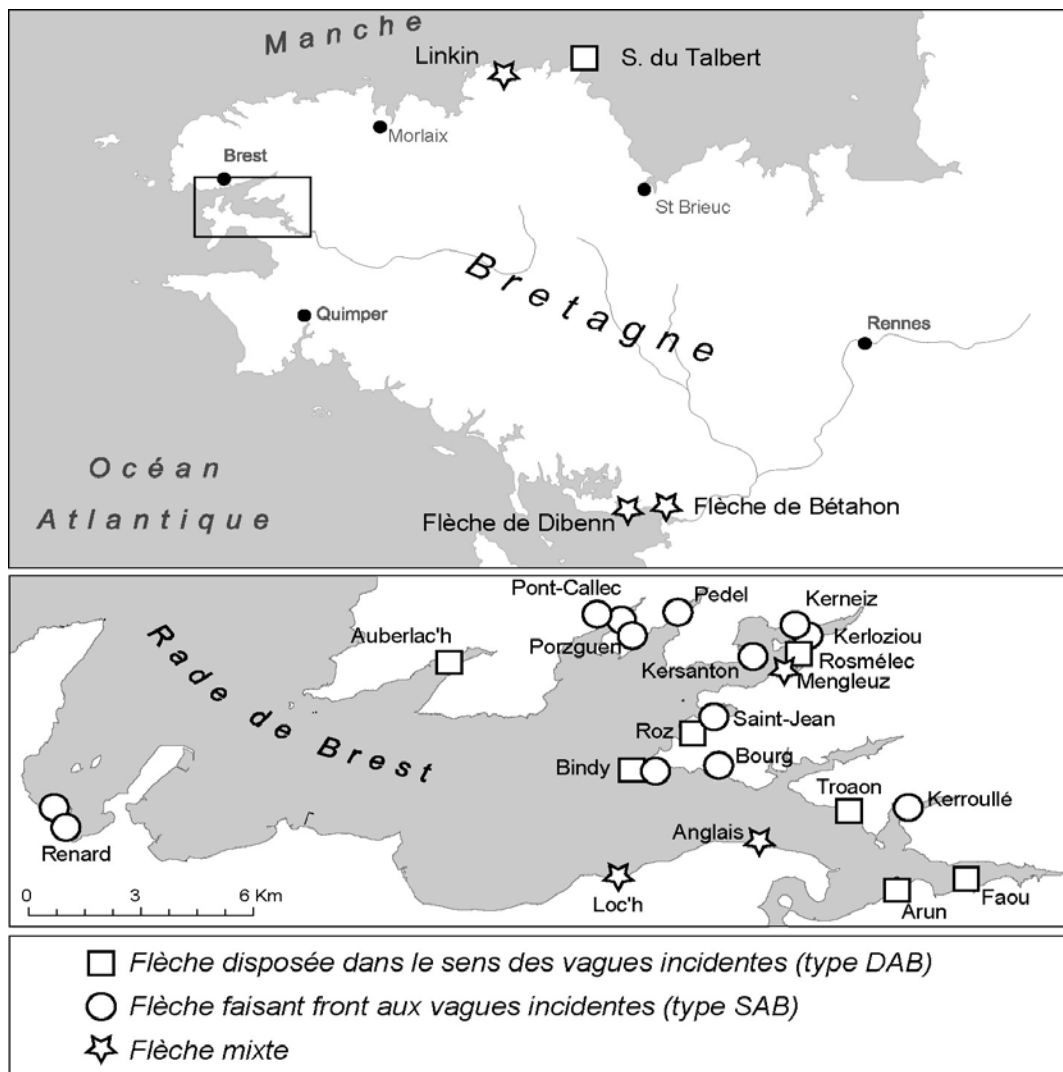 Manche
Linkin
S. du Talbert
Morlaix
Brest
St Brieuc
Bretagne
Quimper
Rennes
Océan
Atlantique
Flèche de Dibenn
Flèche de Bétahon
Rade de Brest
Pont-Callec
Pedel
Kerneiz
Auberlac'h
Porzguen
Kerloziou
Kersanton
Rosmélec
Mengleuz
Saint-Jean
Roz
Bindy
Bourg
Troaon
Kerroullé
Renard
Anglais
0 6 Km
Loc'h
Arun
Faou
Flèche disposée dans le sens des vagues incidentes (type DAB)
Flèche faisant front aux vagues incidentes (type SAB)
Flèche mixte